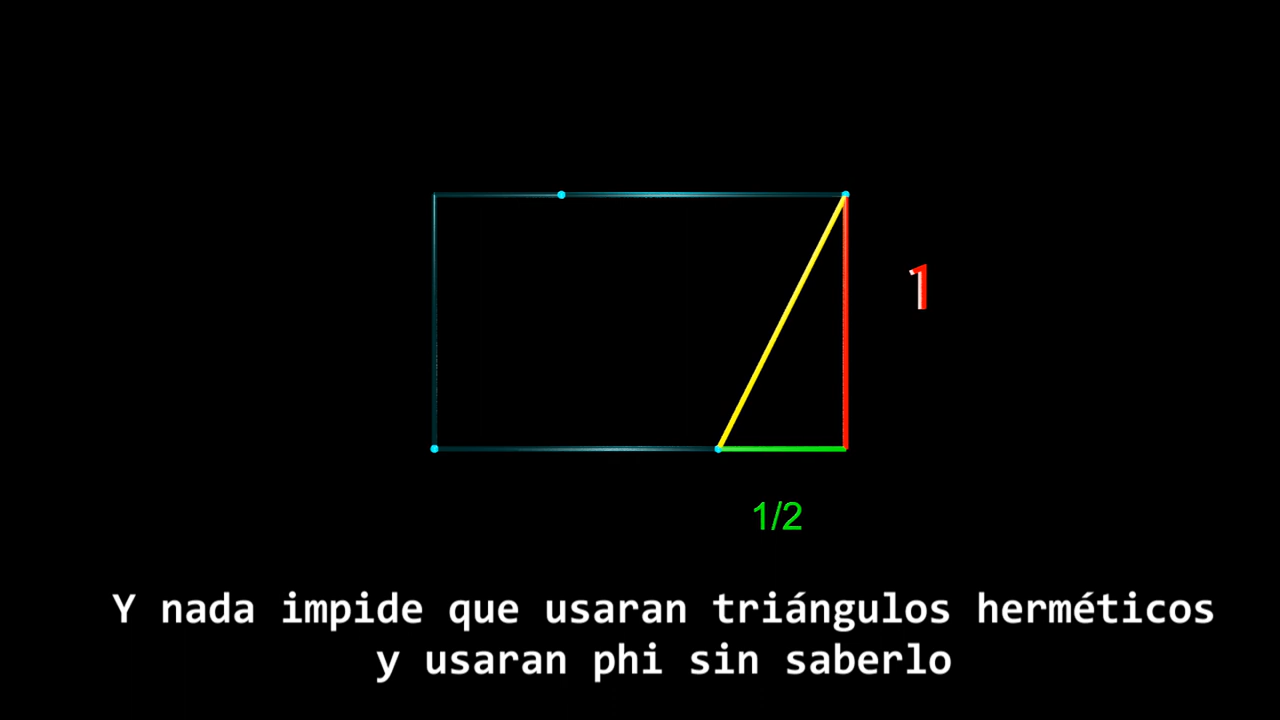 1
1/2
Y nada impide que usaran triángulos herméticos
y usaran phi sin saberlo